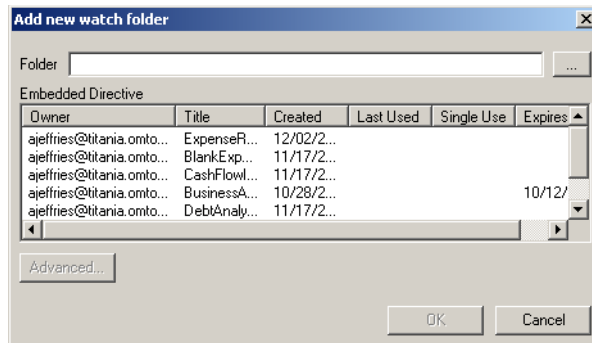 Add new watch folder
Folder ...
Embedded Directive
Owner Title Created Last Used Single Use Expires
ajeffries@titania.omto... ExpenseR... 12/02/2...
ajeffries@titania.omto... BlankExp... 11/17/2...
ajeffries@titania.omto... CashFlowI... 11/17/2...
ajeffries@titania.omto... BusinessA... 10/28/2... 10/12/
ajeffries@titania.omto... DebtAnaly... 11/17/2...
Advanced...
OK Cancel